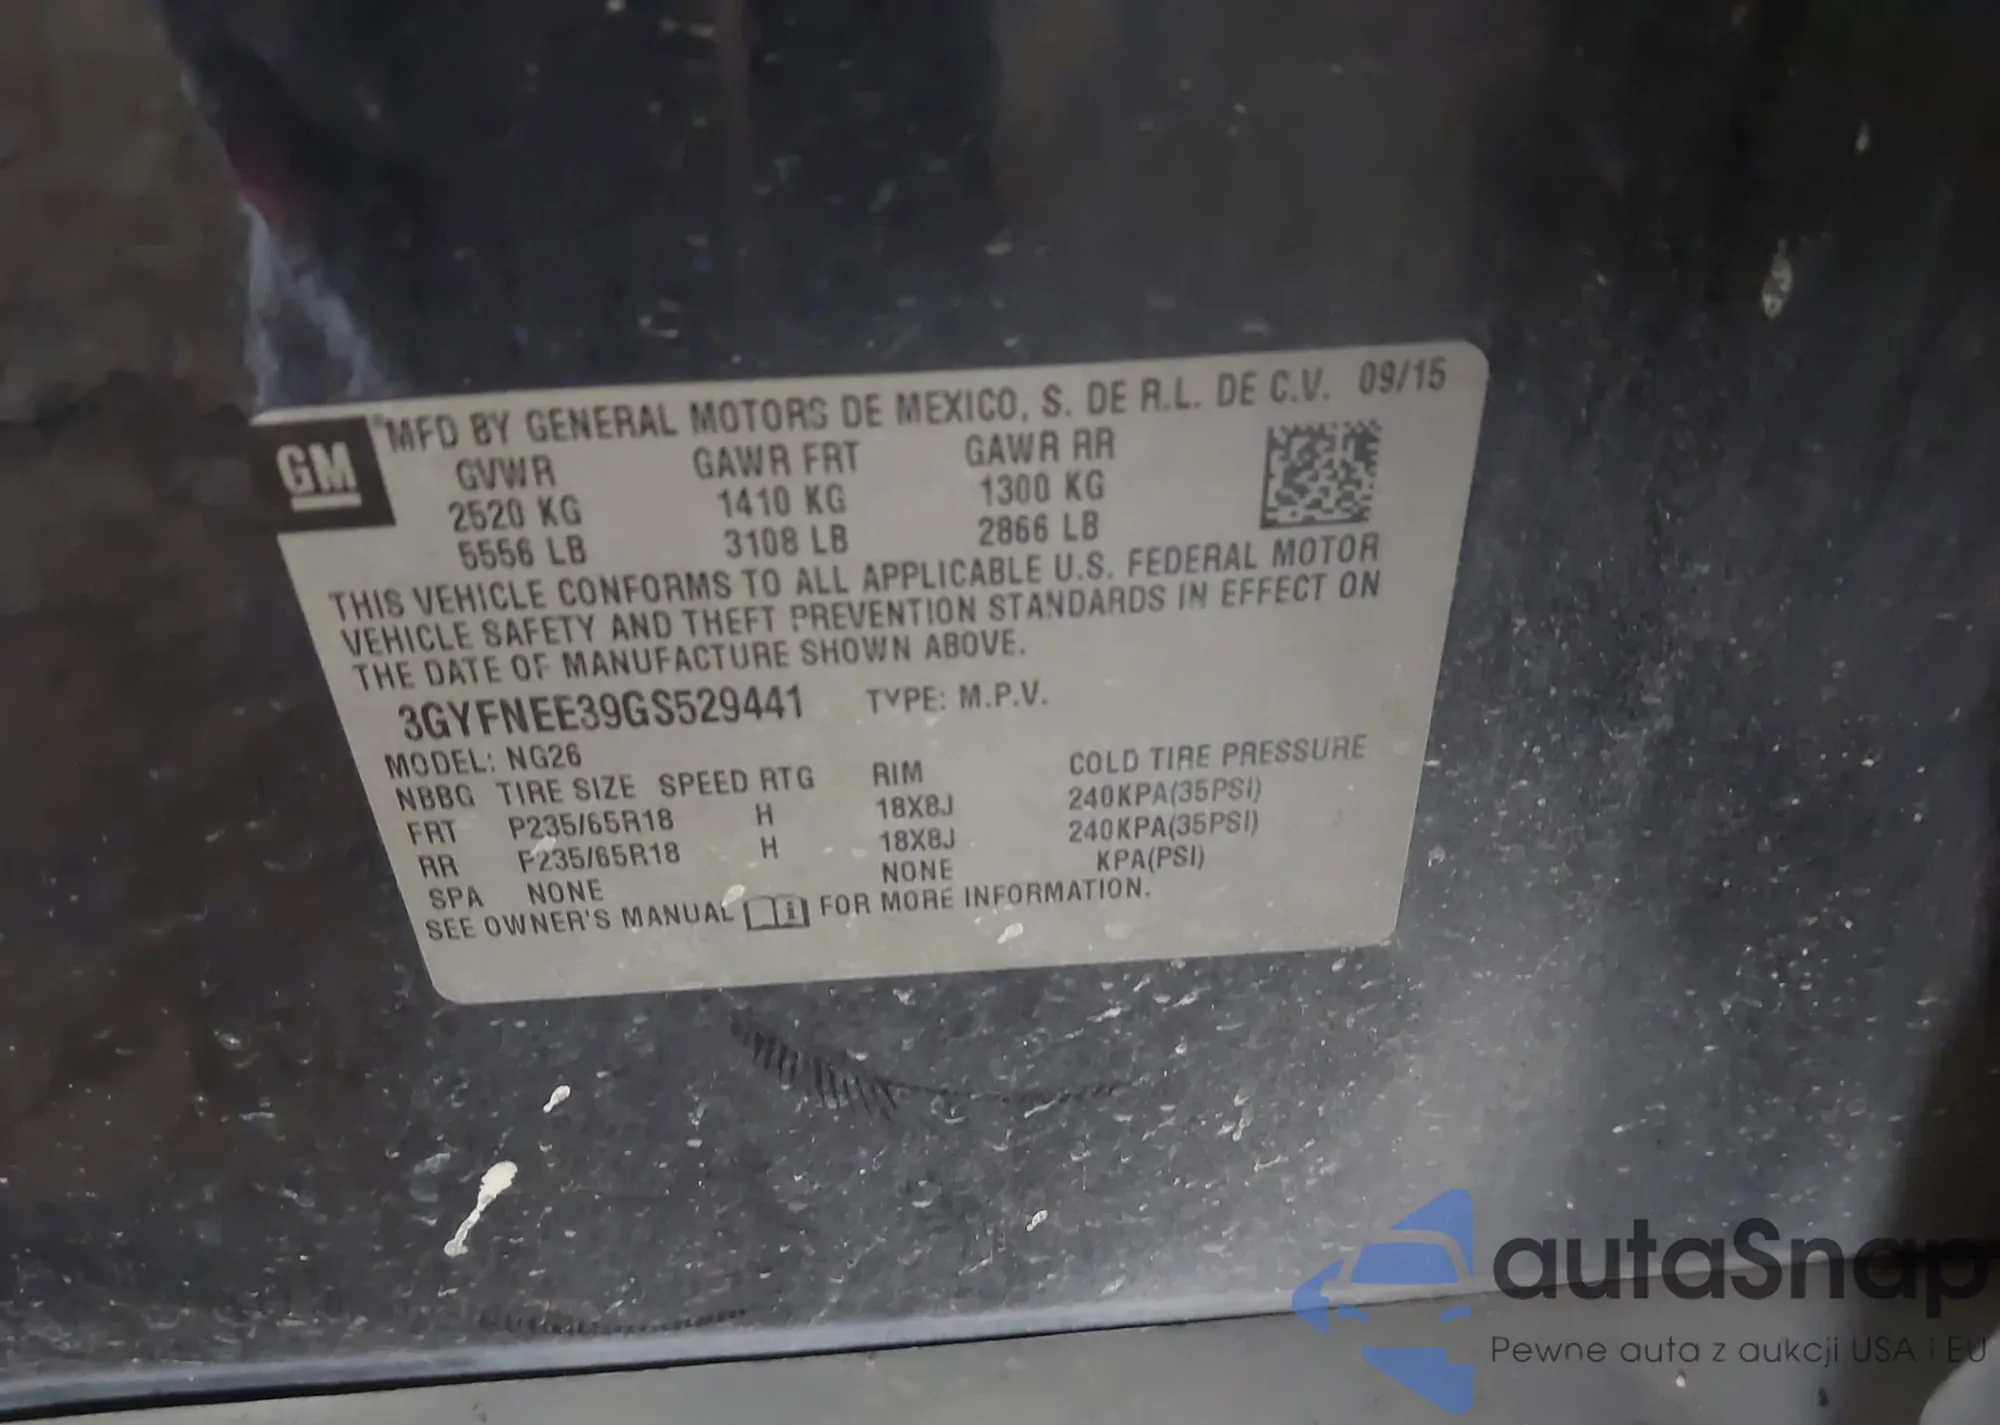 GM
®MFD BY GENERAL MOTORS DE MEXICO, S. DE R.L. DE C.V. 09/15
GVWR GAWR FRT GAWR RR
2520 KG 1410 KG 1300 KG
5556 LB 3108 LB 2866 LB
THIS VEHICLE CONFORMS TO ALL APPLICABLE U.S. FEDERAL MOTOR
VEHICLE SAFETY AND THEFT PREVENTION STANDARDS IN EFFECT ON
THE DATE OF MANUFACTURE SHOWN ABOVE.
3GYFNEE39GS529441 TYPE: M.P.V.
MODEL: NG26
NBBG TIRE SIZE SPEED RTG RIM COLD TIRE PRESSURE
FRT P235/65R18 H 18X8J 240KPA(35PSI)
RR P235/65R18 H 18X8J 240KPA(35PSI)
SPA NONE NONE KPA(PSI)
SEE OWNER'S MANUAL i FOR MORE INFORMATION.
autaSnap
Pewne auta z aukcji USA i EU